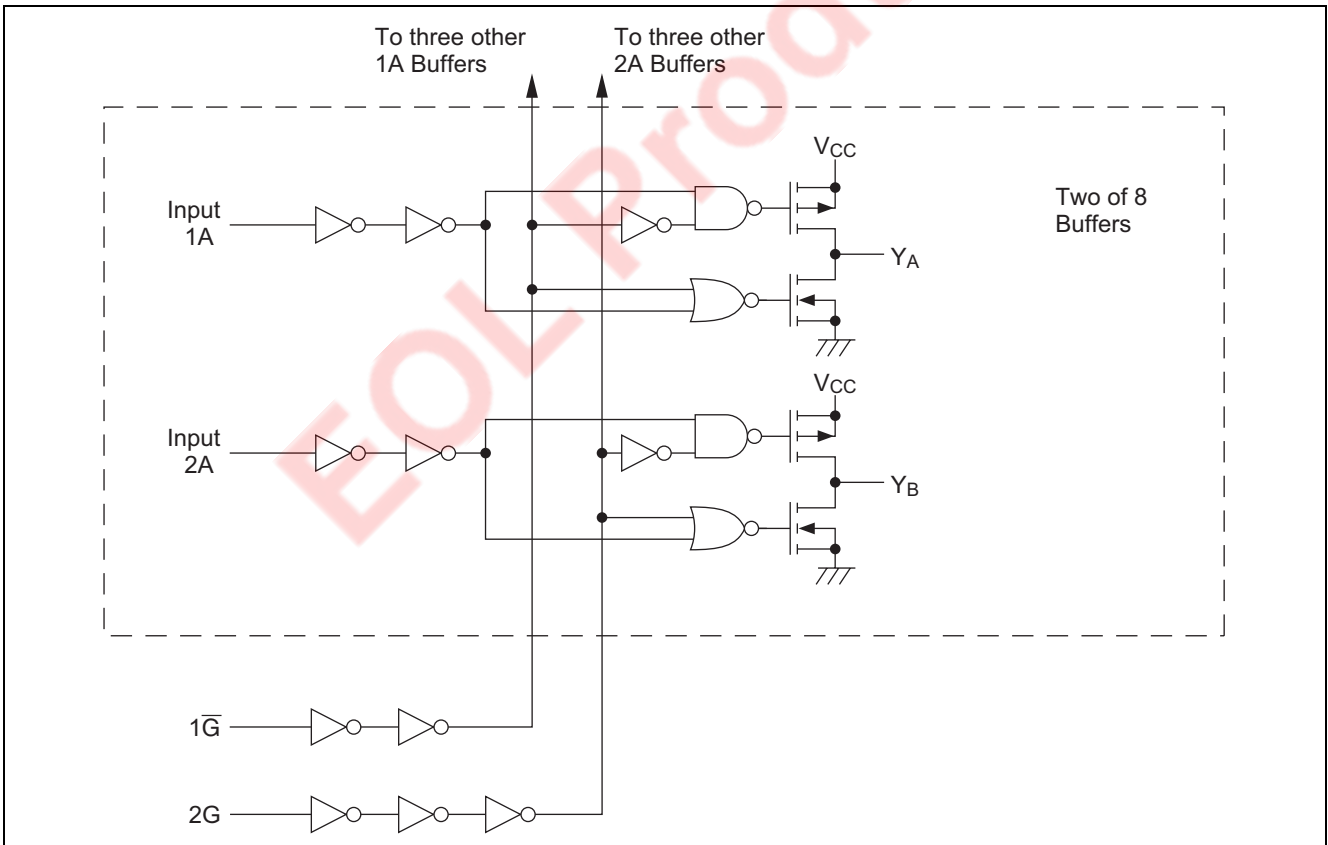 To three other
1A Buffers
To three other
2A Buffers
VCC
Input
1A
Two of 8
Buffers
YA
VCC
Input
2A
YB
1G̅
2G
EOL Prod